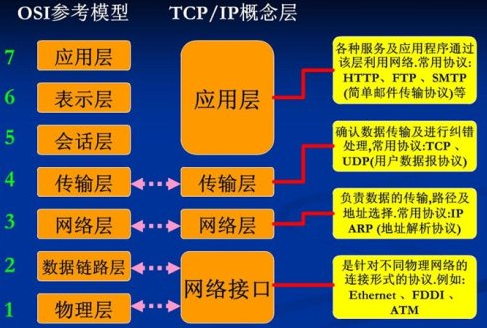 OSI参考模型
TCP/IP概念层
7
应用层
6
表示层
5
会话层
4
传输层
3
网络层
2
数据链路层
1
物理层
应用层
传输层
网络层
网络接口
各种服务及应用程序通过
该层利用网络.常用协议:
HTTP、FTP 、SMTP
(简单邮件传输协议)等
确认数据传输及进行纠错
处理,常用协议:TCP 、
UDP(用户数据报协议)
负责数据的传输,路径及
地址选择.常用协议:IP
ARP (地址解析协议)
是针对不同物理网络的
连接形式的协议.例如:
Ethernet 、FDDI 、
ATM